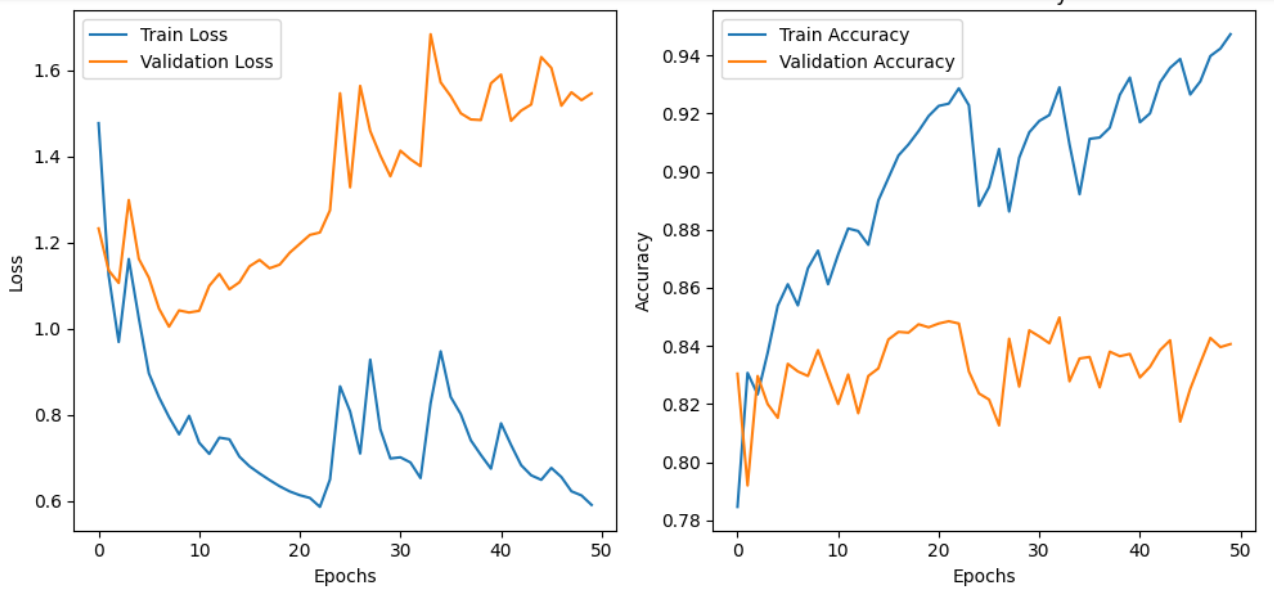 Train Loss
Validation Loss
1.6
1.4
1.2
1.0
0.8
0.6
Loss
0 10 20 30 40 50
Epochs
Train Accuracy
Validation Accuracy
0.94
0.92
0.90
0.88
0.86
0.84
0.82
0.80
0.78
Accuracy
0 10 20 30 40 50
Epochs